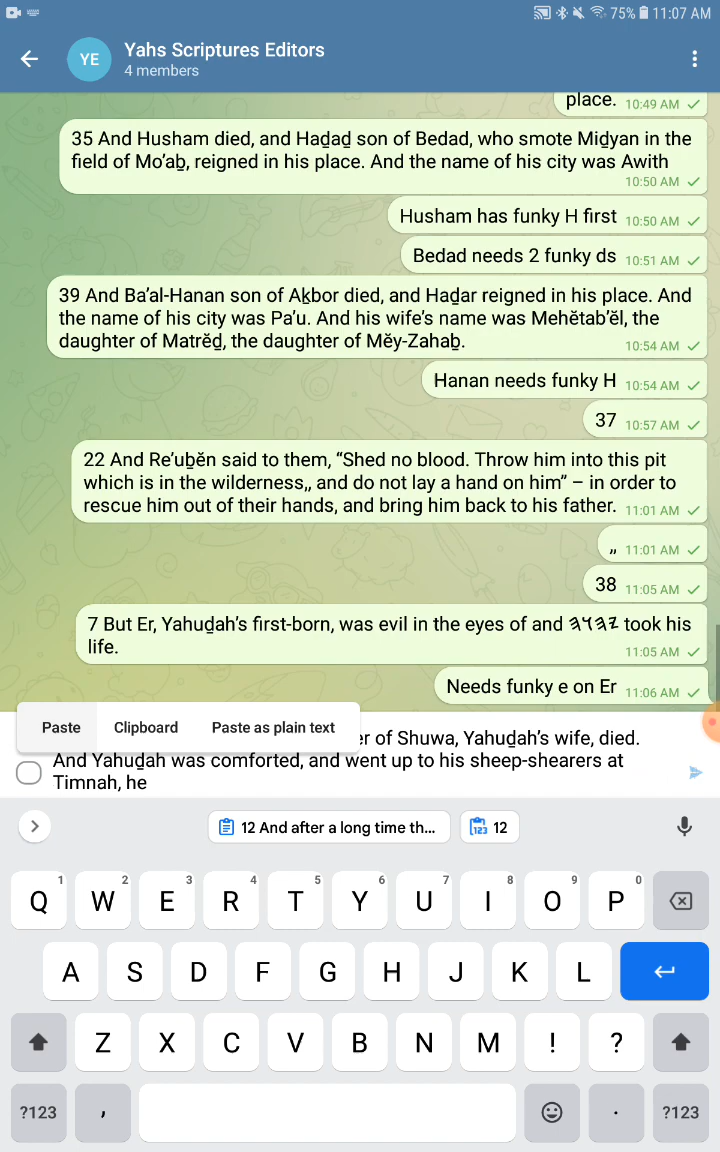 75% 11:07 AM
YE
Yahs Scriptures Editors
4 members
place. 10:49 AM
35 And Husham died, and Haḏaḏ son of Bedad, who smote Miḏyan in the
field of Mo’aḇ, reigned in his place. And the name of his city was Awith
10:50 AM
Husham has funky H first 10:50 AM
Bedad needs 2 funky ds 10:51 AM
39 And Ba’al-Hanan son of Aḵbor died, and Haḏar reigned in his place. And
the name of his city was Pa’u. And his wife’s name was Mehĕtab’ĕl, the
daughter of Matrĕḏ, the daughter of Mĕy-Zahaḇ.
10:54 AM
Hanan needs funky H 10:54 AM
37 10:57 AM
22 And Re’uḇĕn said to them, “Shed no blood. Throw him into this pit
which is in the wilderness,, and do not lay a hand on him” – in order to
rescue him out of their hands, and bring him back to his father. 11:01 AM
,, 11:01 AM
38 11:05 AM
7 But Er, Yahuḏah’s first-born, was evil in the eyes of and 𐤉𐤄𐤅𐤄 took his
life.
11:05 AM
Needs funky e on Er 11:06 AM
Paste Clipboard Paste as plain text
er of Shuwa, Yahuḏah’s wife, died.
And Yahuḏah was comforted, and went up to his sheep-shearers at
Timnah, he
12 And after a long time th... 123 12
Q 1 W 2 E 3 R 4 T 5 Y 6 U 7 I 8 O 9 P 0
A S D F G H J K L
Z X C V B N M ! ?
?123 , . ?123